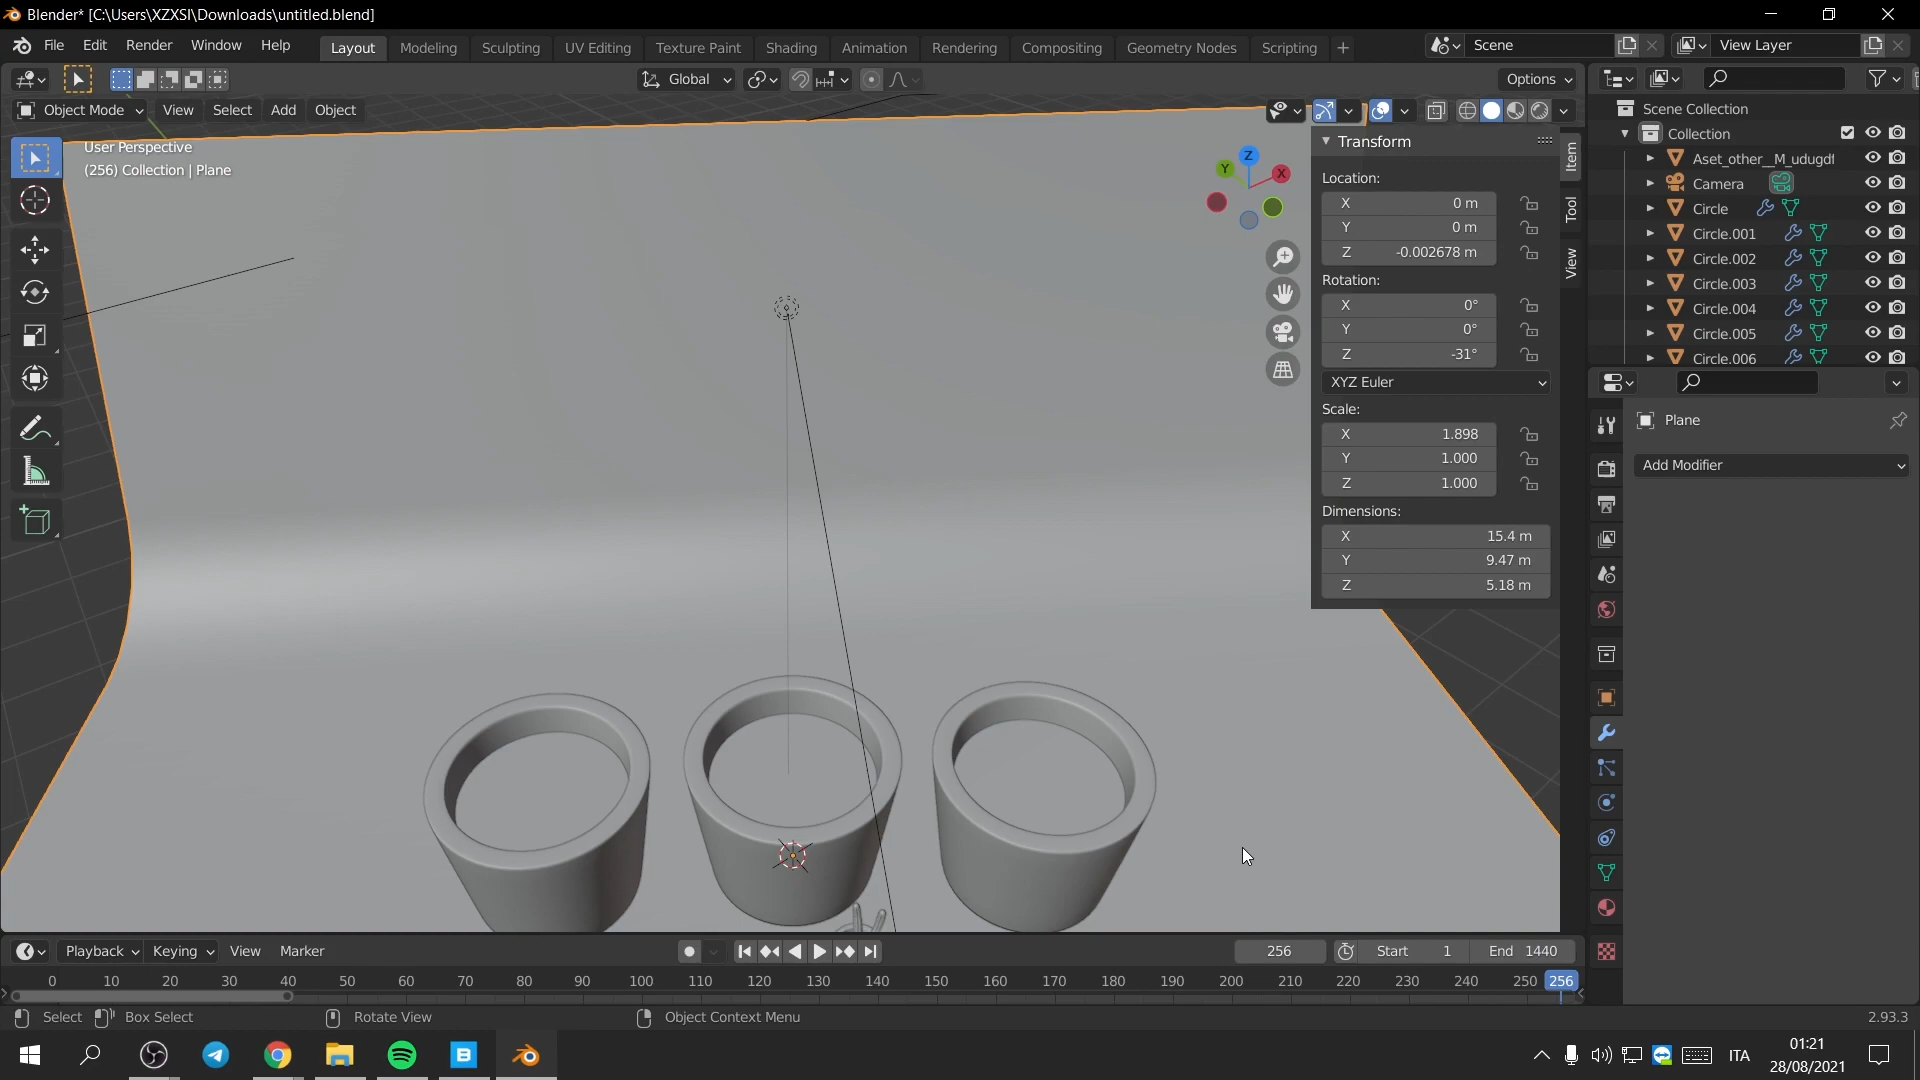 Blender* [C:\Users\XZXSI\Downloads\untitled.blend]
File Edit Render Window Help Layout Modeling Sculpting UV Editing Texture Paint Shading Animation Rendering Compositing Geometry Nodes Scripting + Scene View Layer
Global Options
Object Mode View Select Add Object
User Perspective
(256) Collection | Plane
Z
Y
X
Transform
Location:
X 0 m
Y 0 m
Z -0.002678 m
Rotation:
X 0°
Y 0°
Z -31°
XYZ Euler
Scale:
X 1.898
Y 1.000
Z 1.000
Dimensions:
X 15.4 m
Y 9.47 m
Z 5.18 m
Item
Tool
View
Scene Collection
Collection
Aset_other__M_udugdl
Camera
Circle
Circle.001
Circle.002
Circle.003
Circle.004
Circle.005
Circle.006
Plane
Add Modifier
Playback Keying View Marker 256 Start 1 End 1440
0 10 20 30 40 50 60 70 80 90 100 110 120 130 140 150 160 170 180 190 200 210 220 230 240 250 256
Select Box Select Rotate View Object Context Menu 2.93.3
B
ITA
01:21
28/08/2021